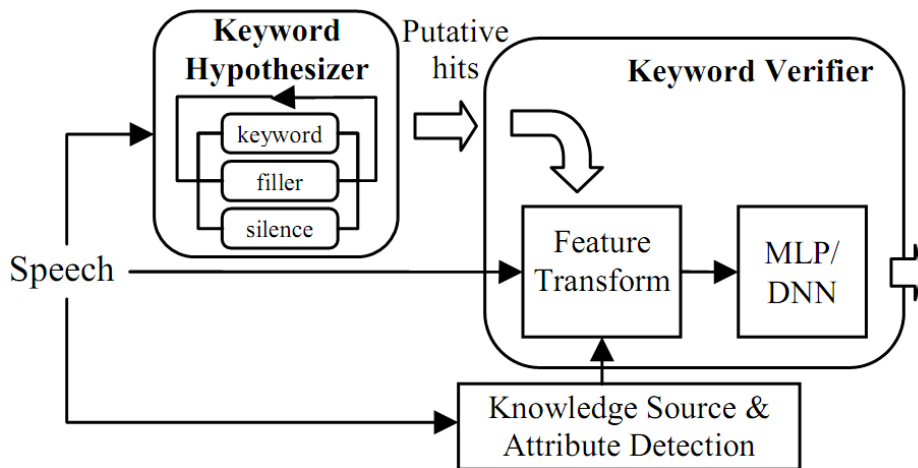 Keyword
Hypothesizer
keyword
filler
silence
Putative
hits
Keyword Verifier
Speech
Feature
Transform
MLP/
DNN
Knowledge Source &
Attribute Detection